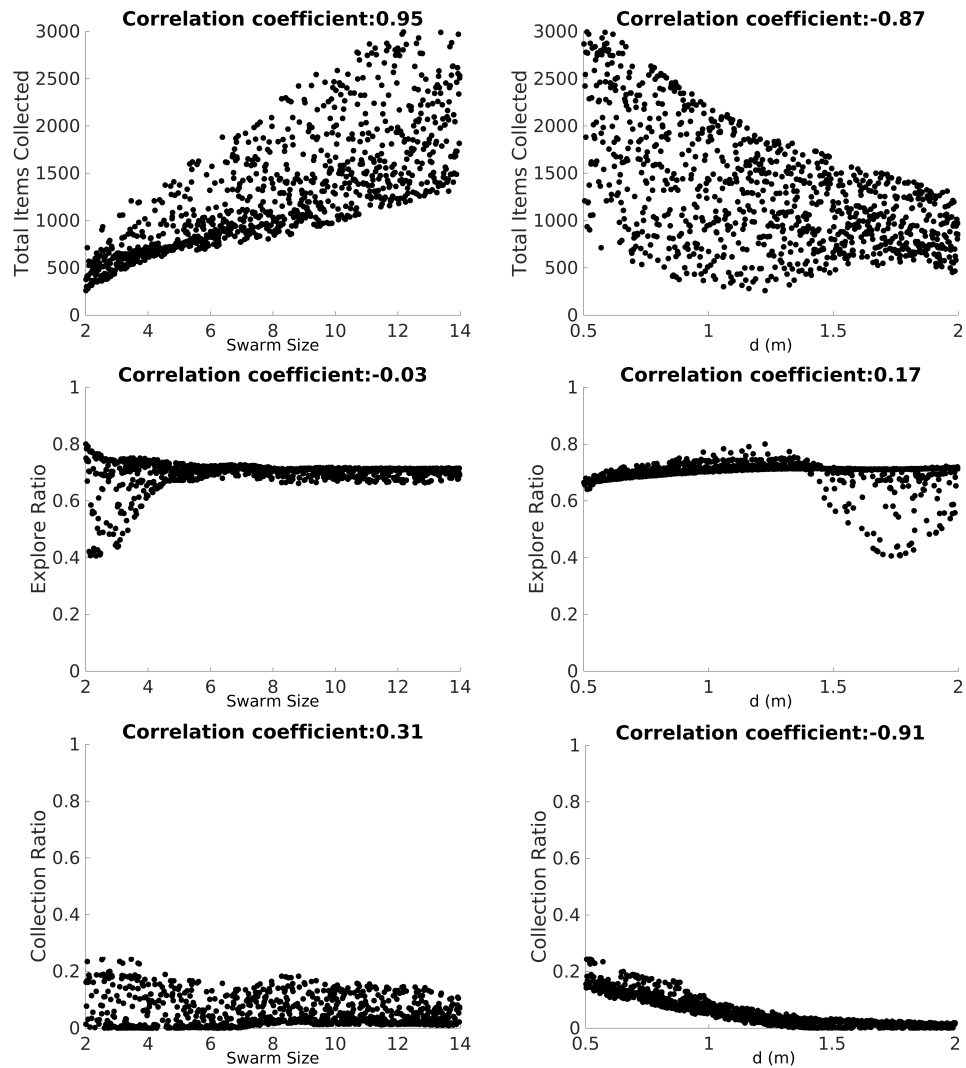 Correlation coefficient:0.95
3000
2500
2000
1500
1000
500
0
Total Items Collected
2 4 6 8 10 12 14
Swarm Size
Correlation coefficient:-0.87
3000
2500
2000
1500
1000
500
0
Total Items Collected
0.5 1 1.5 2
d (m)
Correlation coefficient:-0.03
1
0.8
0.6
0.4
0.2
0
Explore Ratio
2 4 6 8 10 12 14
Swarm Size
Correlation coefficient:0.17
1
0.8
0.6
0.4
0.2
0
Explore Ratio
0.5 1 1.5 2
d (m)
Correlation coefficient:0.31
1
0.8
0.6
0.4
0.2
0
Collection Ratio
2 4 6 8 10 12 14
Swarm Size
Correlation coefficient:-0.91
1
0.8
0.6
0.4
0.2
0
Collection Ratio
0.5 1 1.5 2
d (m)